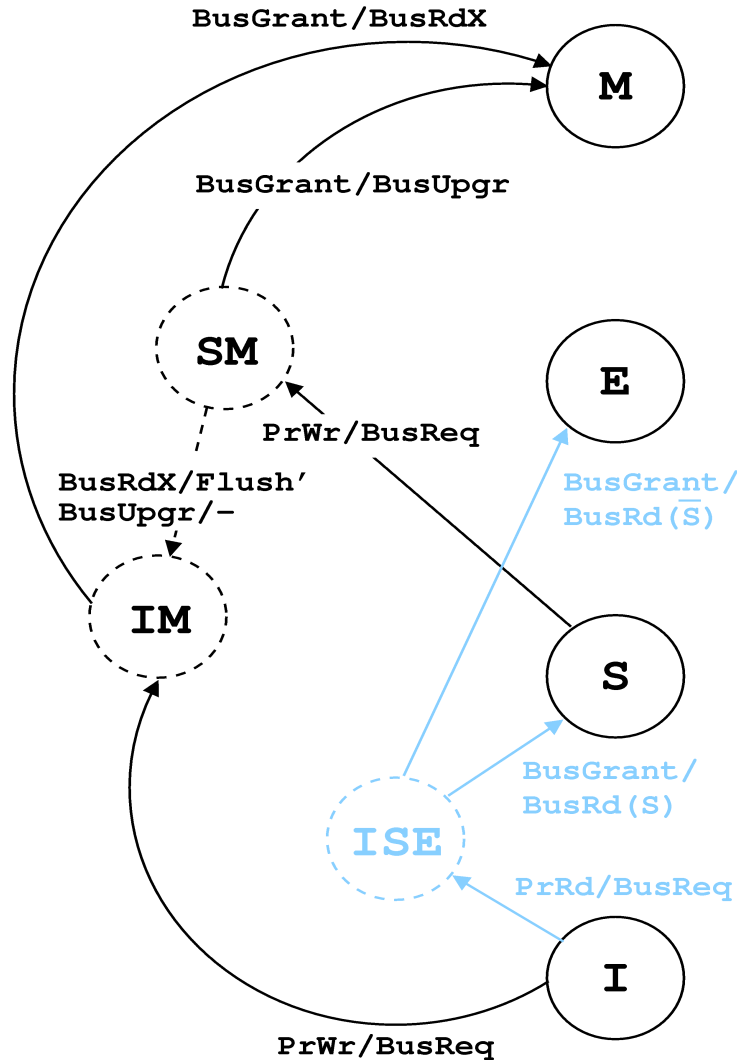 BusGrant/BusRdX
M
BusGrant/BusUpgr
SM
E
PrWr/BusReq
BusRdX/Flush’
BusUpgr/–
BusGrant/
BusRd(S̅)
IM
S
BusGrant/
BusRd(S)
ISE
PrRd/BusReq
I
PrWr/BusReq